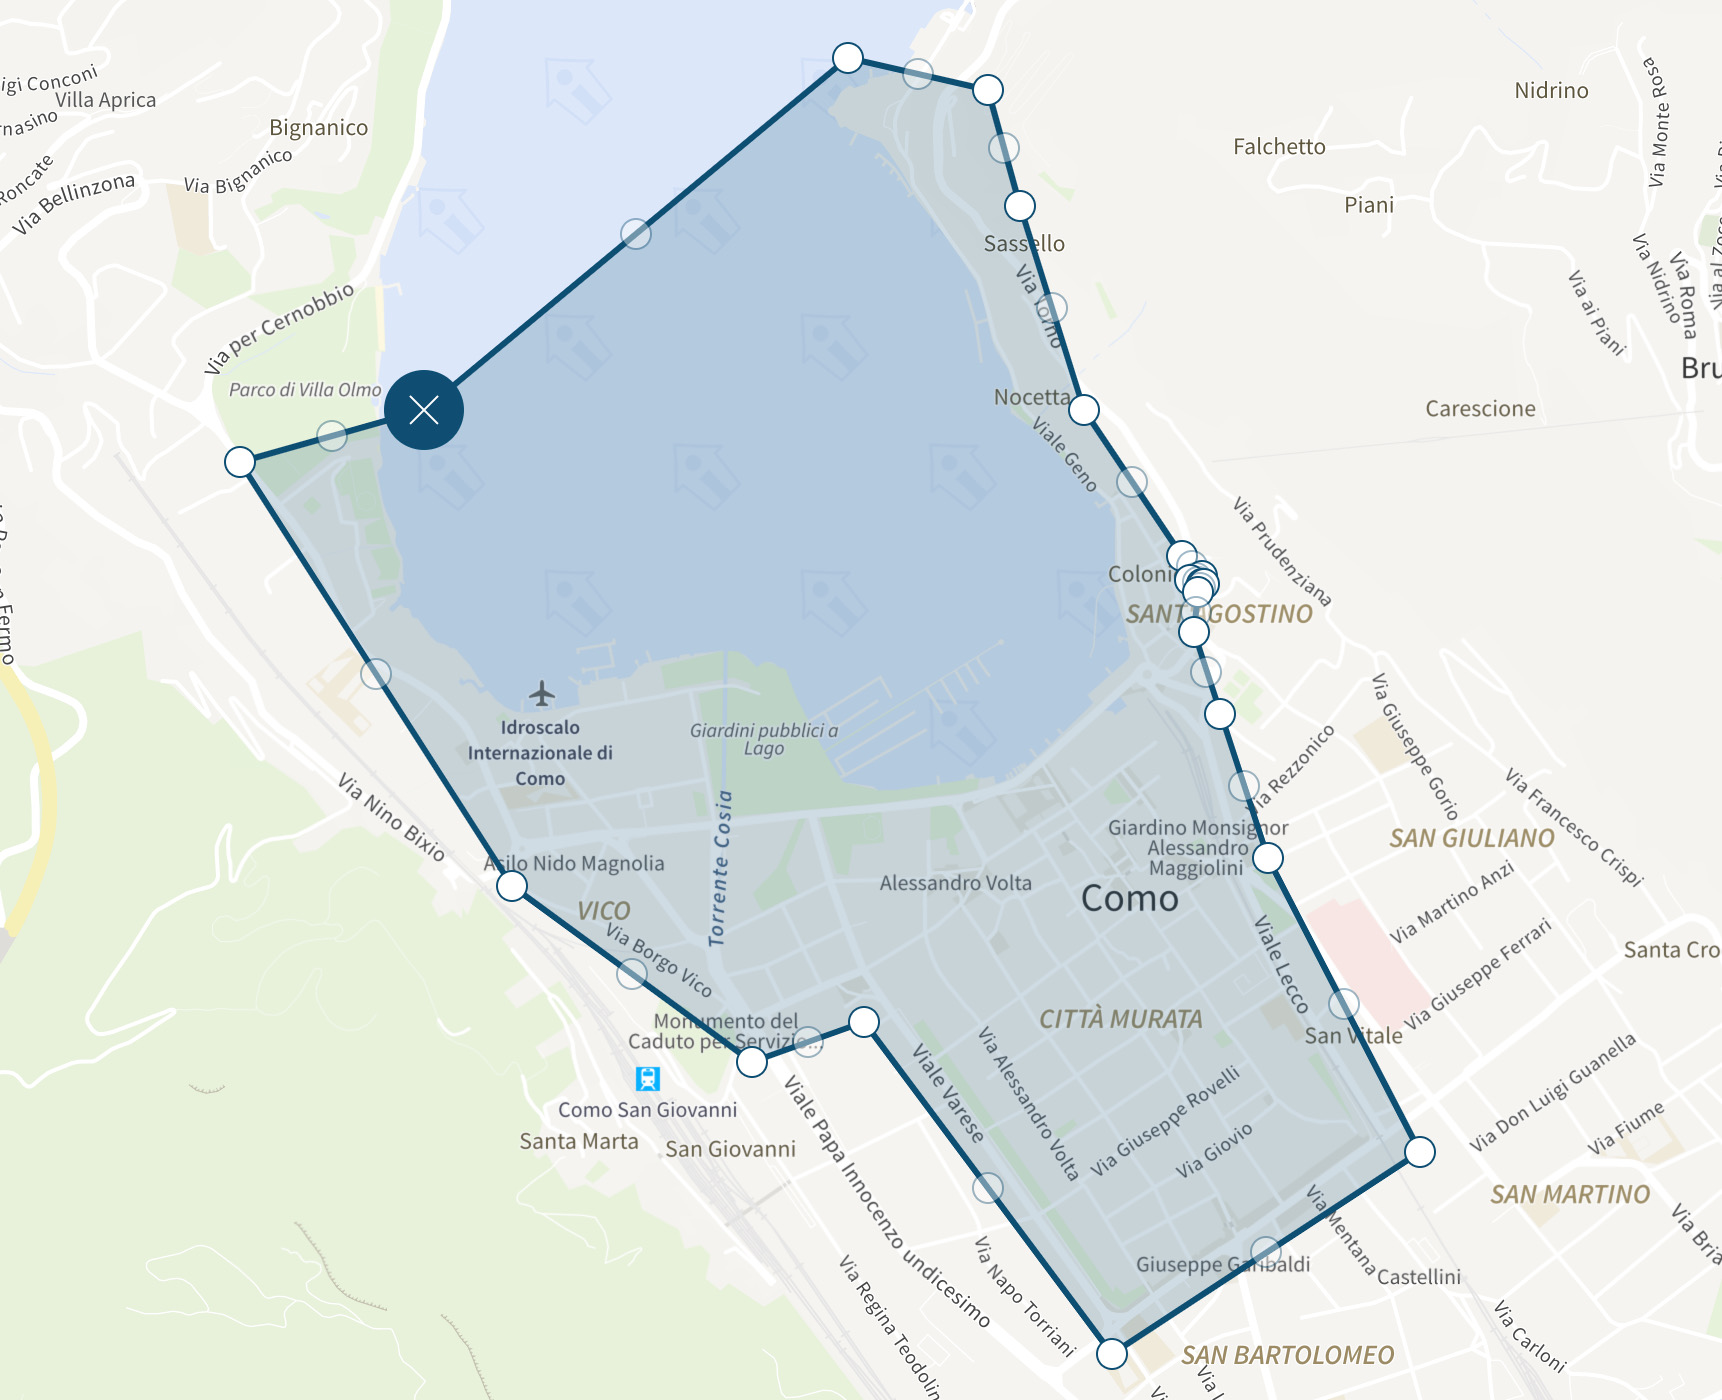 Nidrino
Via Monte Rosa
Villa Aprica
Bignanico
Falchetto
Via Bignanico
Via Bellinzona
Piani
Sassello
Via Nidrino
Via Roma
Via Torno
Via ai Piani
Via per Cernobbio
Parco di Villa Olmo
Nocetta
Carescione
Viale Geno
Via Prudenziana
SANT'AGOSTINO
Idroscalo
Internazionale di
Como
Giardini pubblici a
Lago
Via Giuseppe Gorio
Via Rezzonico
Via Francesco Crispi
Via Nino Bixio
Torrente Cosia
Giardino Monsignor
Alessandro
Maggiolini
SAN GIULIANO
Asilo Nido Magnolia
Alessandro Volta
Como
Via Martino Anzi
VICO
Via Borgo Vico
Viale Lecco
Via Giuseppe Ferrari
Santa Cro
CITTÀ MURATA
Monumento del
Caduto per Servizio...
San Vitale
Via Alessandro Volta
Viale Varese
Via Giuseppe Rovelli
Via Giovio
Via Don Luigi Guanella
Via Fiume
Como San Giovanni
Santa Marta
San Giovanni
Viale Papa Innocenzo undicesimo
SAN MARTINO
Via Mentana
Via Bria
Via Napo Torriani
Giuseppe Garibaldi
Castellini
Via Regina Teodolin
Via Carloni
SAN BARTOLOMEO